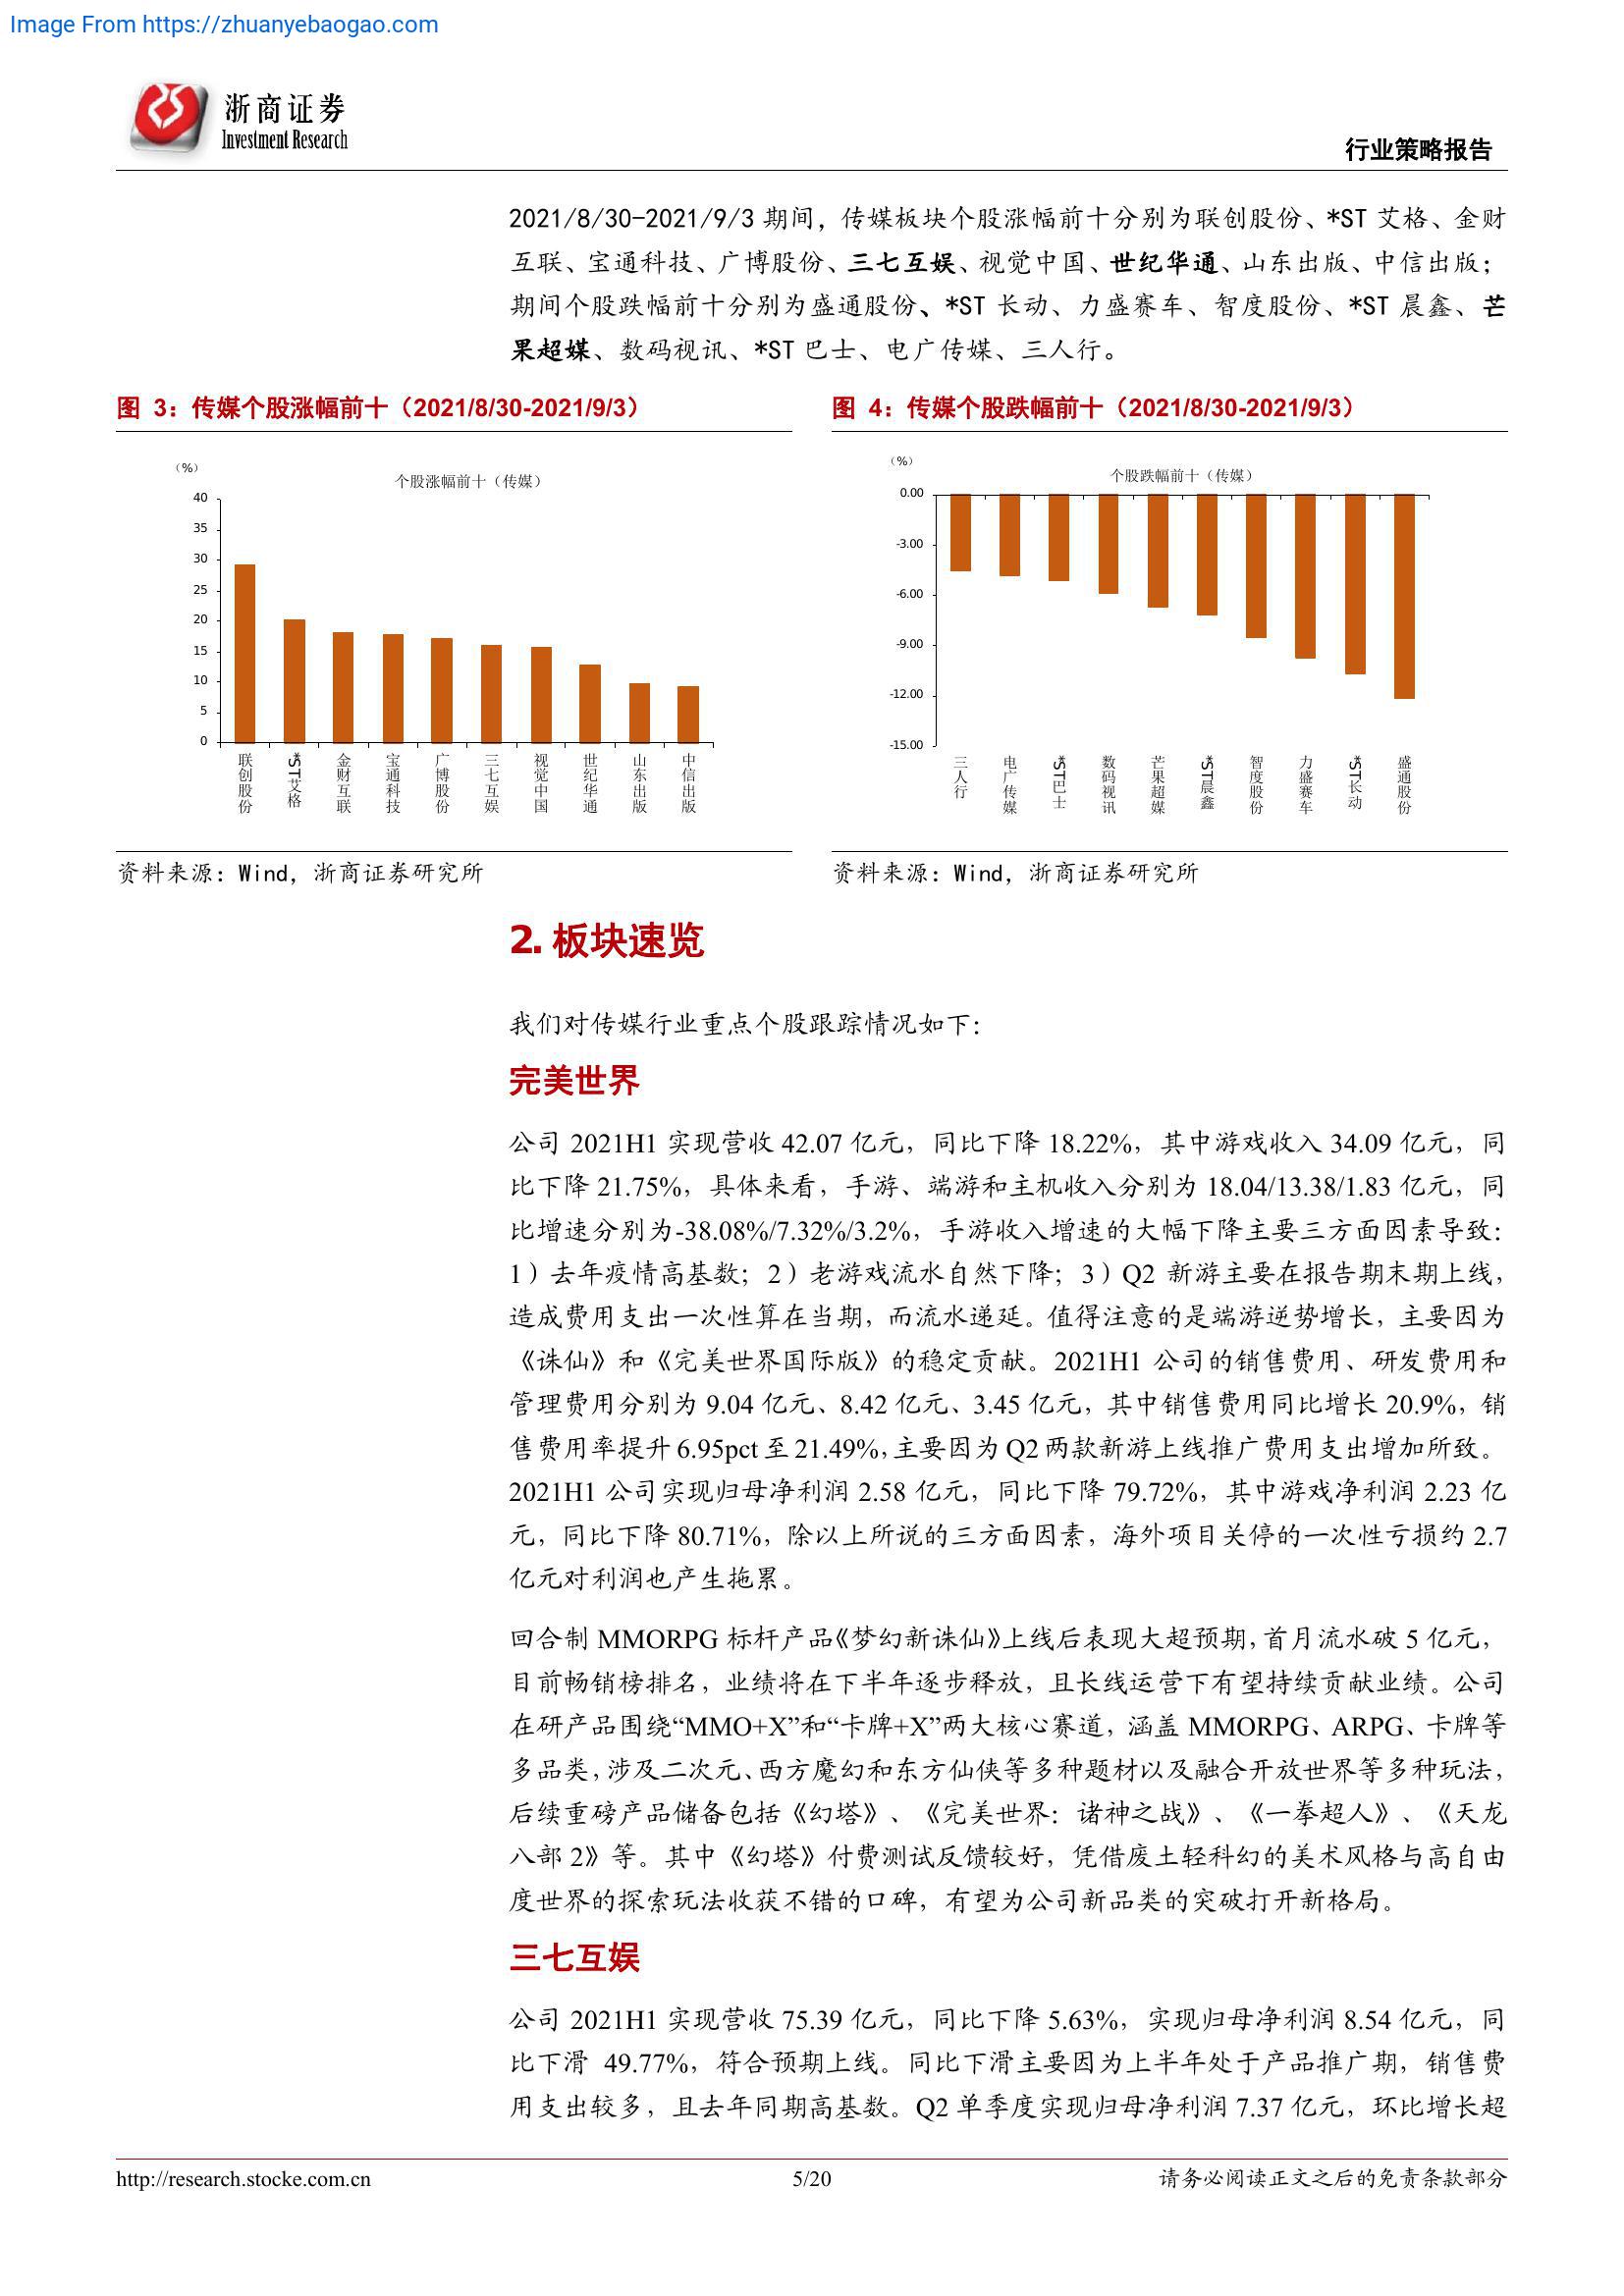 Image From https://zhuanyebaogao.com
浙商证券
Investment Research
行业策略报告
2021/8/30-2021/9/3 期间，传媒板块个股涨幅前十分别为联创股份、*ST 艾格、金财
互联、宝通科技、广博股份、三七互娱、视觉中国、世纪华通、山东出版、中信出版；
期间个股跌幅前十分别为盛通股份、*ST 长动、力盛赛车、智度股份、*ST 晨鑫、芒
果超媒、数码视讯、*ST 巴士、电广传媒、三人行。
图 3：传媒个股涨幅前十（2021/8/30-2021/9/3）
（%）
个股涨幅前十（传媒）
40
35
30
25
20
15
10
5
0
联创股份
*ST艾格
金财互联
宝通科技
广博股份
三七互娱
视觉中国
世纪华通
山东出版
中信出版
资料来源：Wind，浙商证券研究所
图 4：传媒个股跌幅前十（2021/8/30-2021/9/3）
（%）
个股跌幅前十（传媒）
0.00
-3.00
-6.00
-9.00
-12.00
-15.00
三人行
电广传媒
*ST巴士
数码视讯
芒果超媒
*ST晨鑫
智度股份
力盛赛车
*ST长动
盛通股份
资料来源：Wind，浙商证券研究所
2. 板块速览
我们对传媒行业重点个股跟踪情况如下：
完美世界
公司 2021H1 实现营收 42.07 亿元，同比下降 18.22%，其中游戏收入 34.09 亿元，同
比下降 21.75%，具体来看，手游、端游和主机收入分别为 18.04/13.38/1.83 亿元，同
比增速分别为-38.08%/7.32%/3.2%，手游收入增速的大幅下降主要三方面因素导致：
1）去年疫情高基数；2）老游戏流水自然下降；3）Q2 新游主要在报告期末期上线，
造成费用支出一次性算在当期，而流水递延。值得注意的是端游逆势增长，主要因为
《诛仙》和《完美世界国际版》的稳定贡献。2021H1 公司的销售费用、研发费用和
管理费用分别为 9.04 亿元、8.42 亿元、3.45 亿元，其中销售费用同比增长 20.9%，销
售费用率提升 6.95pct 至 21.49%，主要因为 Q2 两款新游上线推广费用支出增加所致。
2021H1 公司实现归母净利润 2.58 亿元，同比下降 79.72%，其中游戏净利润 2.23 亿
元，同比下降 80.71%，除以上所说的三方面因素，海外项目关停的一次性亏损约 2.7
亿元对利润也产生拖累。
回合制 MMORPG 标杆产品《梦幻新诛仙》上线后表现大超预期，首月流水破 5 亿元，
目前畅销榜排名，业绩将在下半年逐步释放，且长线运营下有望持续贡献业绩。公司
在研产品围绕“MMO+X”和“卡牌+X”两大核心赛道，涵盖 MMORPG、ARPG、卡牌等
多品类，涉及二次元、西方魔幻和东方仙侠等多种题材以及融合开放世界等多种玩法，
后续重磅产品储备包括《幻塔》、《完美世界：诸神之战》、《一拳超人》、《天龙
八部 2》等。其中《幻塔》付费测试反馈较好，凭借废土轻科幻的美术风格与高自由
度世界的探索玩法收获不错的口碑，有望为公司新品类的突破打开新格局。
三七互娱
公司 2021H1 实现营收 75.39 亿元，同比下降 5.63%，实现归母净利润 8.54 亿元，同
比下滑 49.77%，符合预期上线。同比下滑主要因为上半年处于产品推广期，销售费
用支出较多，且去年同期高基数。Q2 单季度实现归母净利润 7.37 亿元，环比增长超
http://research.stocke.com.cn
5/20
请务必阅读正文之后的免责条款部分